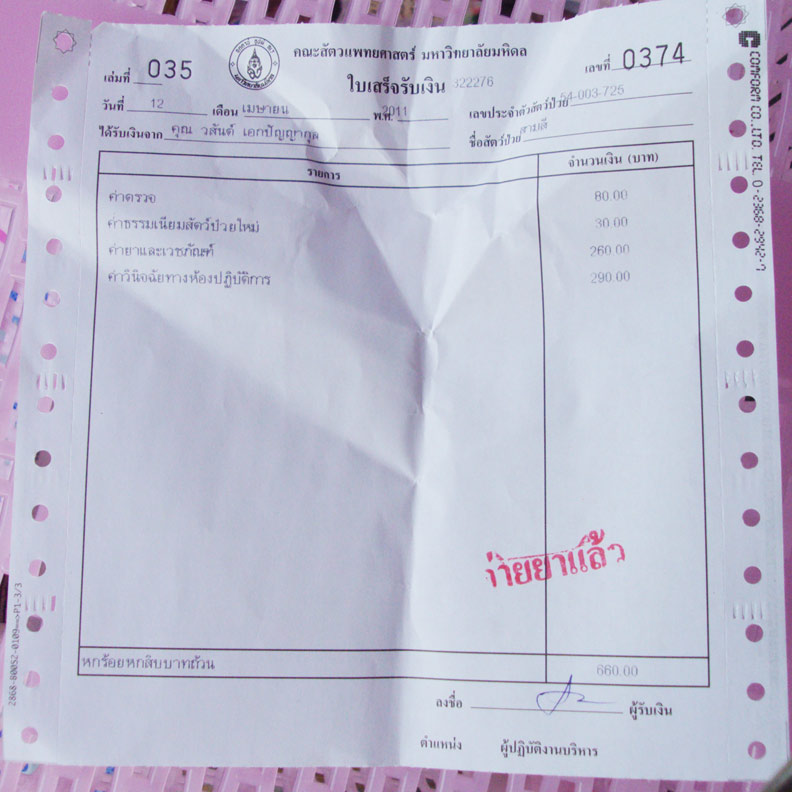 คณะสัตวแพทยศาสตร์ มหาวิทยาลัยมหิดล
เล่มที่ 035
เลขที่ 0374
ใบเสร็จรับเงิน 322276
วันที่ 12 เดือน เมษายน พ.ศ. 2011
เลขประจำตัวสัตว์ป่วย 54-003-725
ได้รับเงินจาก คุณ วสันต์ เอกปัญญากุล
ชื่อสัตว์ป่วย สามสี
รายการ จำนวนเงิน (บาท)
ค่าตรวจ 80.00
ค่าธรรมเนียมสัตว์ป่วยใหม่ 30.00
ค่ายาและเวชภัณฑ์ 260.00
ค่าวินิจฉัยทางห้องปฏิบัติการ 290.00
จ่ายยาแล้ว
หกร้อยหกสิบบาทถ้วน 660.00
ลงชื่อ ผู้รับเงิน
ตำแหน่ง ผู้ปฏิบัติงานบริหาร
COMFORM CO.,LTD. TEL 0-2368-2942-7